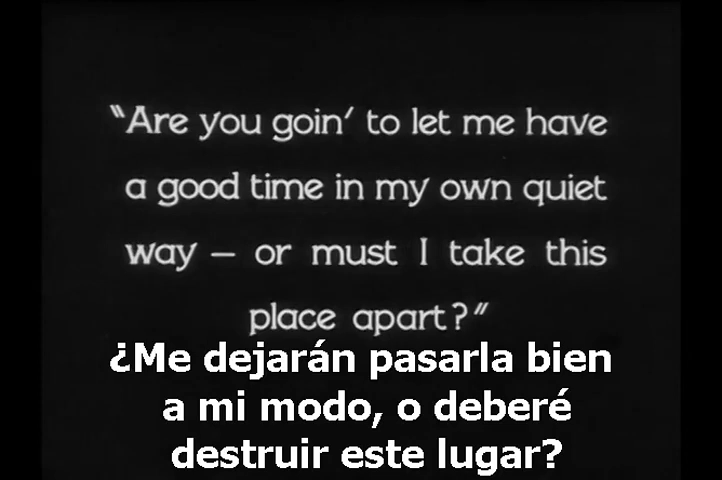 “Are you goin’ to let me have
a good time in my own quiet
way — or must I take this
place apart?”
¿Me dejarán pasarla bien
a mi modo, o deberé
destruir este lugar?